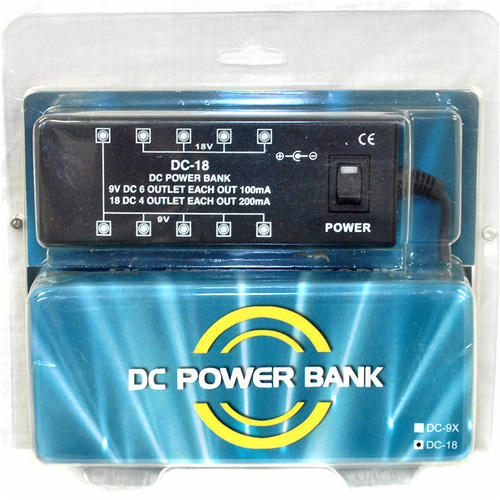 18V
CE
DC-18
DC POWER BANK
9V DC 6 OUTLET EACH OUT 100mA
18 DC 4 OUTLET EACH OUT 200mA
9V
POWER
DC POWER BANK
DC-9X
DC-18